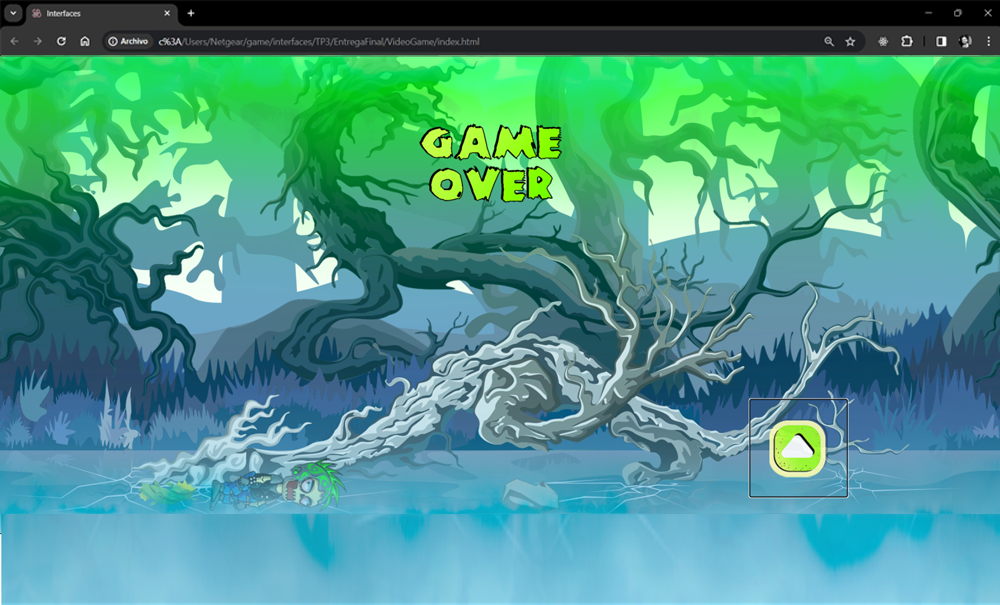 Interfaces
Archivo c%3A/Users/Netgear/game/interfaces/TP3/EntregaFinal/VideoGame/index.html
GAME
OVER